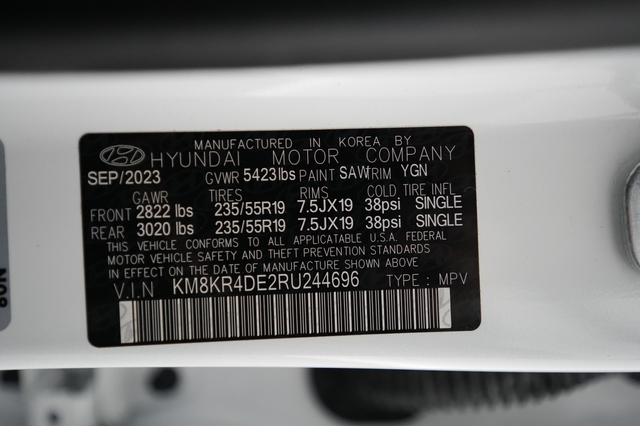 MANUFACTURED IN KOREA BY
HYUNDAI MOTOR COMPANY
SEP/2023 GVWR 5423lbs PAINT SAW TRIM YGN
GAWR TIRES RIMS COLD TIRE INFL
FRONT 2822 lbs 235/55R19 7.5JX19 38psi SINGLE
REAR 3020 lbs 235/55R19 7.5JX19 38psi SINGLE
THIS VEHICLE CONFORMS TO ALL APPLICABLE U.S.A. FEDERAL
MOTOR VEHICLE SAFETY AND THEFT PREVENTION STANDARDS
IN EFFECT ON THE DATE OF MANUFACTURE SHOWN ABOVE.
V.I.N KM8KR4DE2RU244696 TYPE : MPV